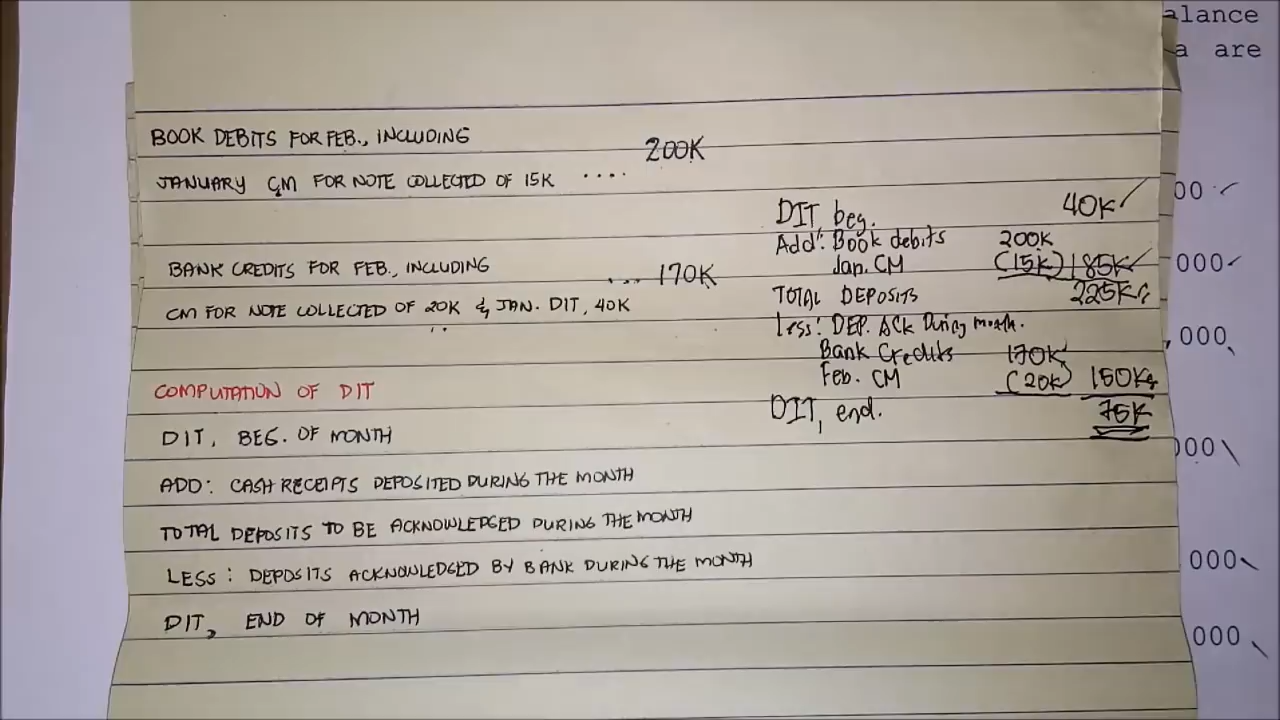 alance
a are
BOOK DEBITS FOR FEB., INCLUDING
200K
JANUARY CM FOR NOTE COLLECTED OF 15K ....
BANK CREDITS FOR FEB., INCLUDING
.... 170K
CM FOR NOTE COLLECTED OF 20K & JAN. DIT, 40K
COMPUTATION OF DIT
DIT, BEG. OF MONTH
ADD: CASH RECEIPTS DEPOSITED DURING THE MONTH
TOTAL DEPOSITS TO BE ACKNOWLEDGED DURING THE MONTH
LESS: DEPOSITS ACKNOWLEDGED BY BANK DURING THE MONTH
DIT, END OF MONTH
DIT, beg. 40K
Add: Book debits 200K
Jan. CM (15K) 185K
TOTAL DEPOSITS 225K
Less: DEP. ACK During month.
Bank Credits 170K
Feb. CM (20K) 150K
DIT, end. 75K
00
000
,000
000
000
000